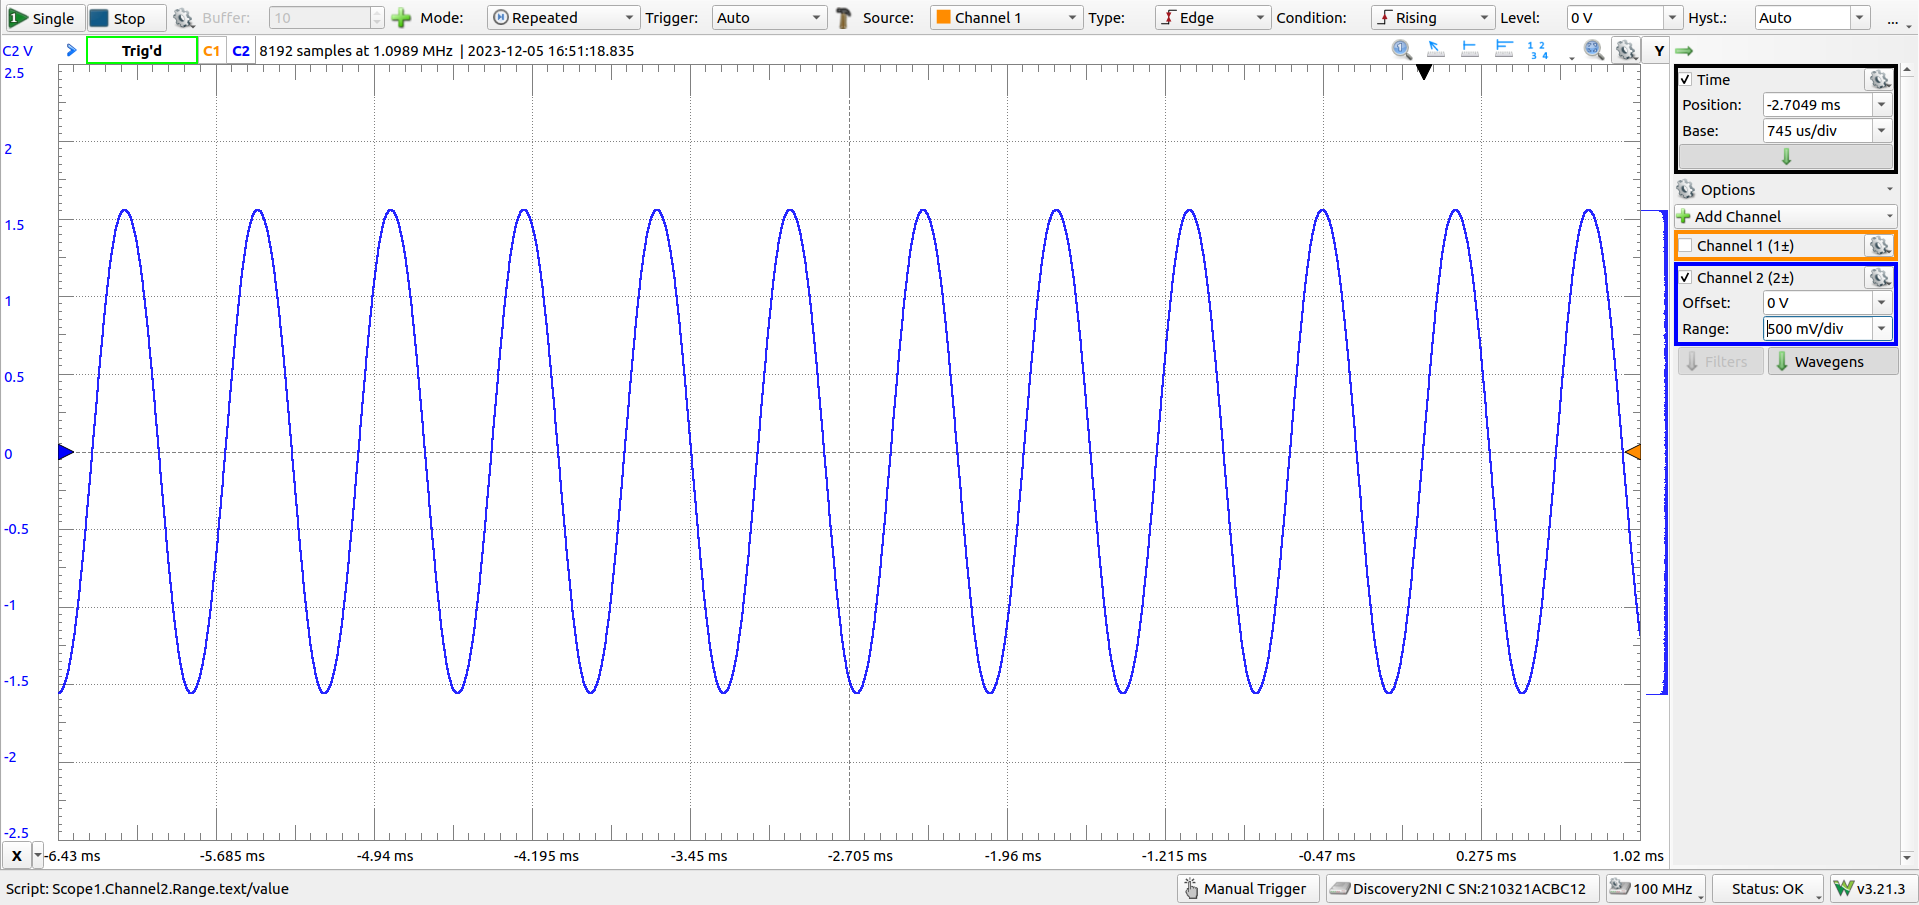 Single Stop Buffer: 10 Mode: Repeated Trigger: Auto Source: Channel 1 Type: Edge Condition: Rising Level: 0 V Hyst.: Auto ...
C2 V Trig'd C1 C2 8192 samples at 1.0989 MHz | 2023-12-05 16:51:18.835 1 2 3 4 Y
2.5
2
1.5
1
0.5
0
-0.5
-1
-1.5
-2
-2.5
X -6.43 ms -5.685 ms -4.94 ms -4.195 ms -3.45 ms -2.705 ms -1.96 ms -1.215 ms -0.47 ms 0.275 ms 1.02 ms
Time
Position: -2.7049 ms
Base: 745 us/div
Options
Add Channel
Channel 1 (1±)
Channel 2 (2±)
Offset: 0 V
Range: 500 mV/div
Filters Wavegens
Script: Scope1.Channel2.Range.text/value Manual Trigger Discovery2NI C SN:210321ACBC12 100 MHz Status: OK W v3.21.3